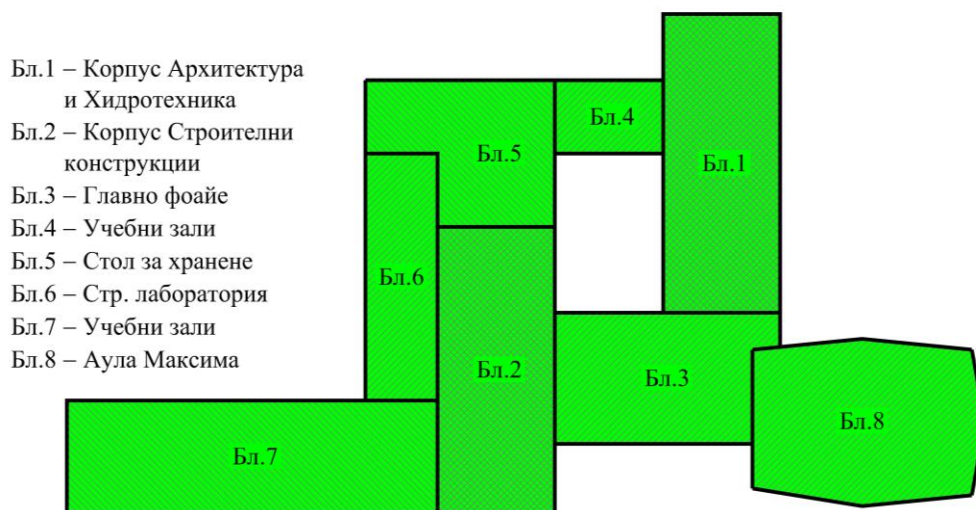 Бл.1 – Корпус Архитектура
и Хидротехника
Бл.2 – Корпус Строителни
конструкции
Бл.3 – Главно фоайе
Бл.4 – Учебни зали
Бл.5 – Стол за хранене
Бл.6 – Стр. лаборатория
Бл.7 – Учебни зали
Бл.8 – Аула Максима
Бл.4
Бл.5
Бл.1
Бл.6
Бл.2
Бл.3
Бл.8
Бл.7